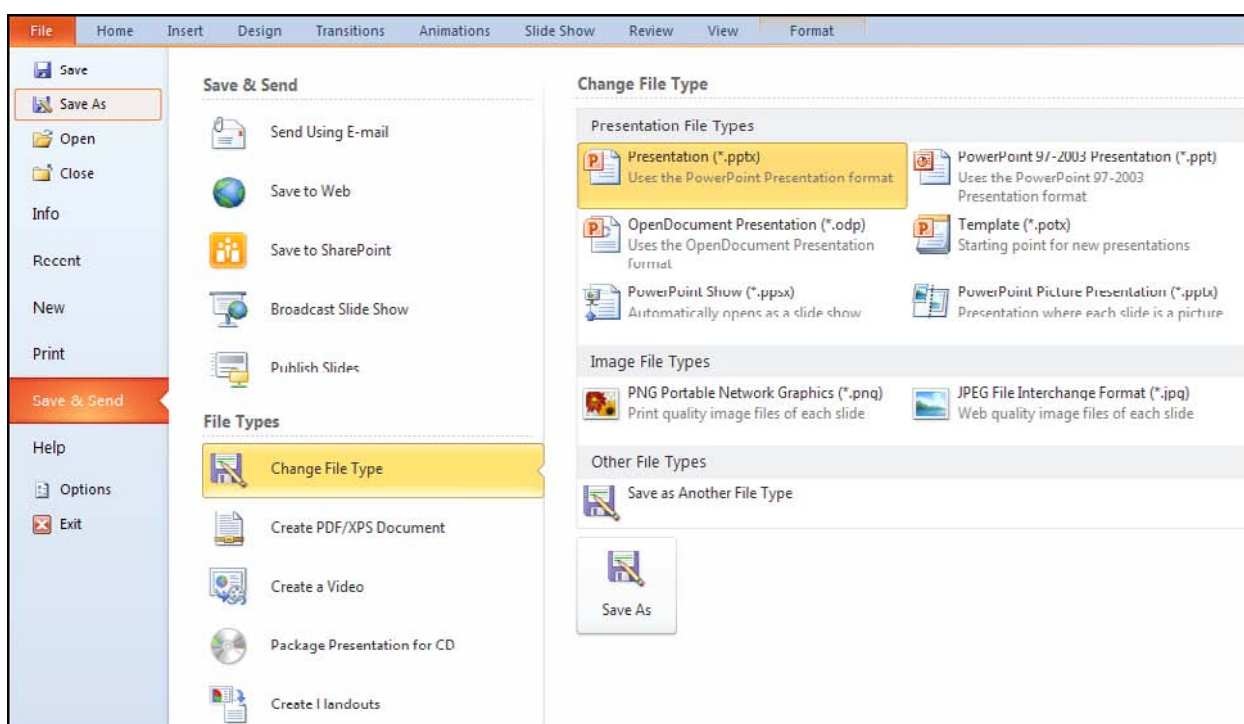 File Home Insert Design Transitions Animations Slide Show Review View Format
Save
Save As
Open
Close
Info
Recent
New
Print
Save & Send
Help
Options
Exit
Save & Send
Send Using E-mail
Save to Web
Save to SharePoint
Broadcast Slide Show
Publish Slides
File Types
Change File Type
Create PDF/XPS Document
Create a Video
Package Presentation for CD
Create Handouts
Change File Type
Presentation File Types
Presentation (*.pptx)
Uses the PowerPoint Presentation format
PowerPoint 97-2003 Presentation (*.ppt)
Uses the PowerPoint 97-2003
Presentation format
OpenDocument Presentation (*.odp)
Uses the OpenDocument Presentation
format
Template (*.potx)
Starting point for new presentations
PowerPoint Show (*.ppsx)
Automatically opens as a slide show
PowerPoint Picture Presentation (*.pptx)
Presentation where each slide is a picture
Image File Types
PNG Portable Network Graphics (*.png)
Print quality image files of each slide
JPEG File Interchange Format (*.jpg)
Web quality image files of each slide
Other File Types
Save as Another File Type
Save As